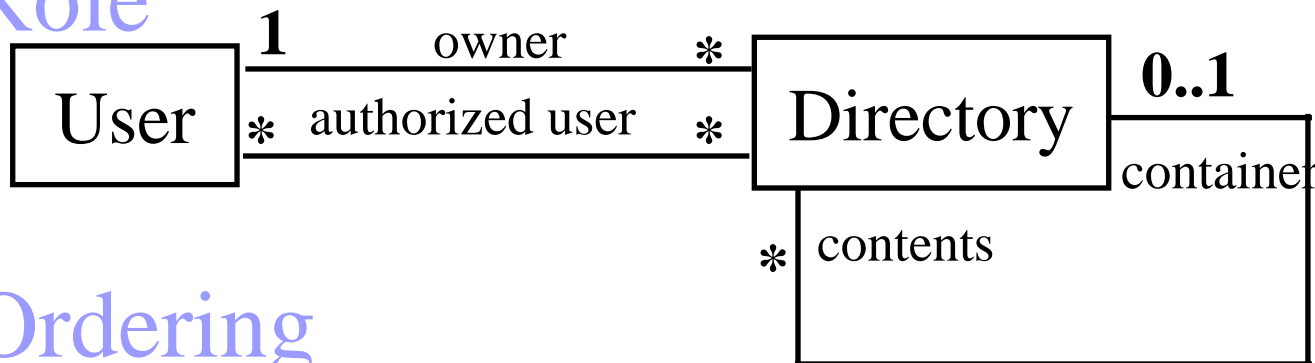 Role
1 owner *
User
* authorized user *
Directory
0..1
container
* contents
Ordering